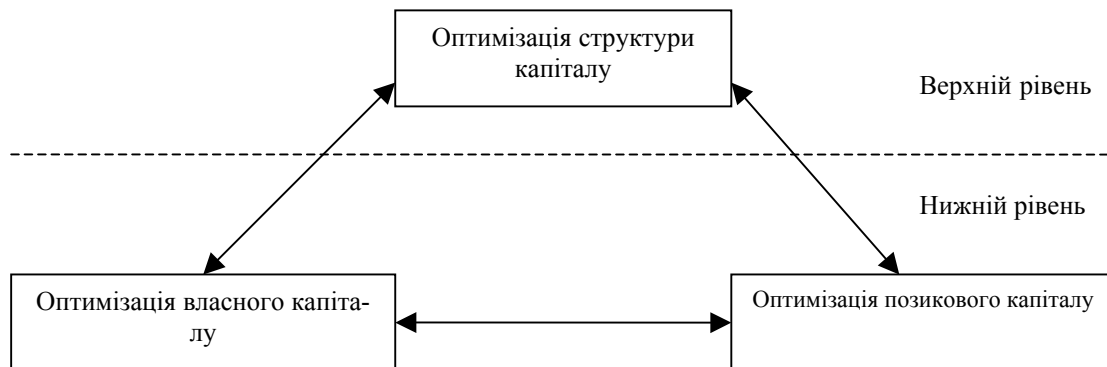 Оптимізація структури
капіталу
Верхній рівень
Нижній рівень
Оптимізація власного капіта-
лу
Оптимізація позикового капіталу